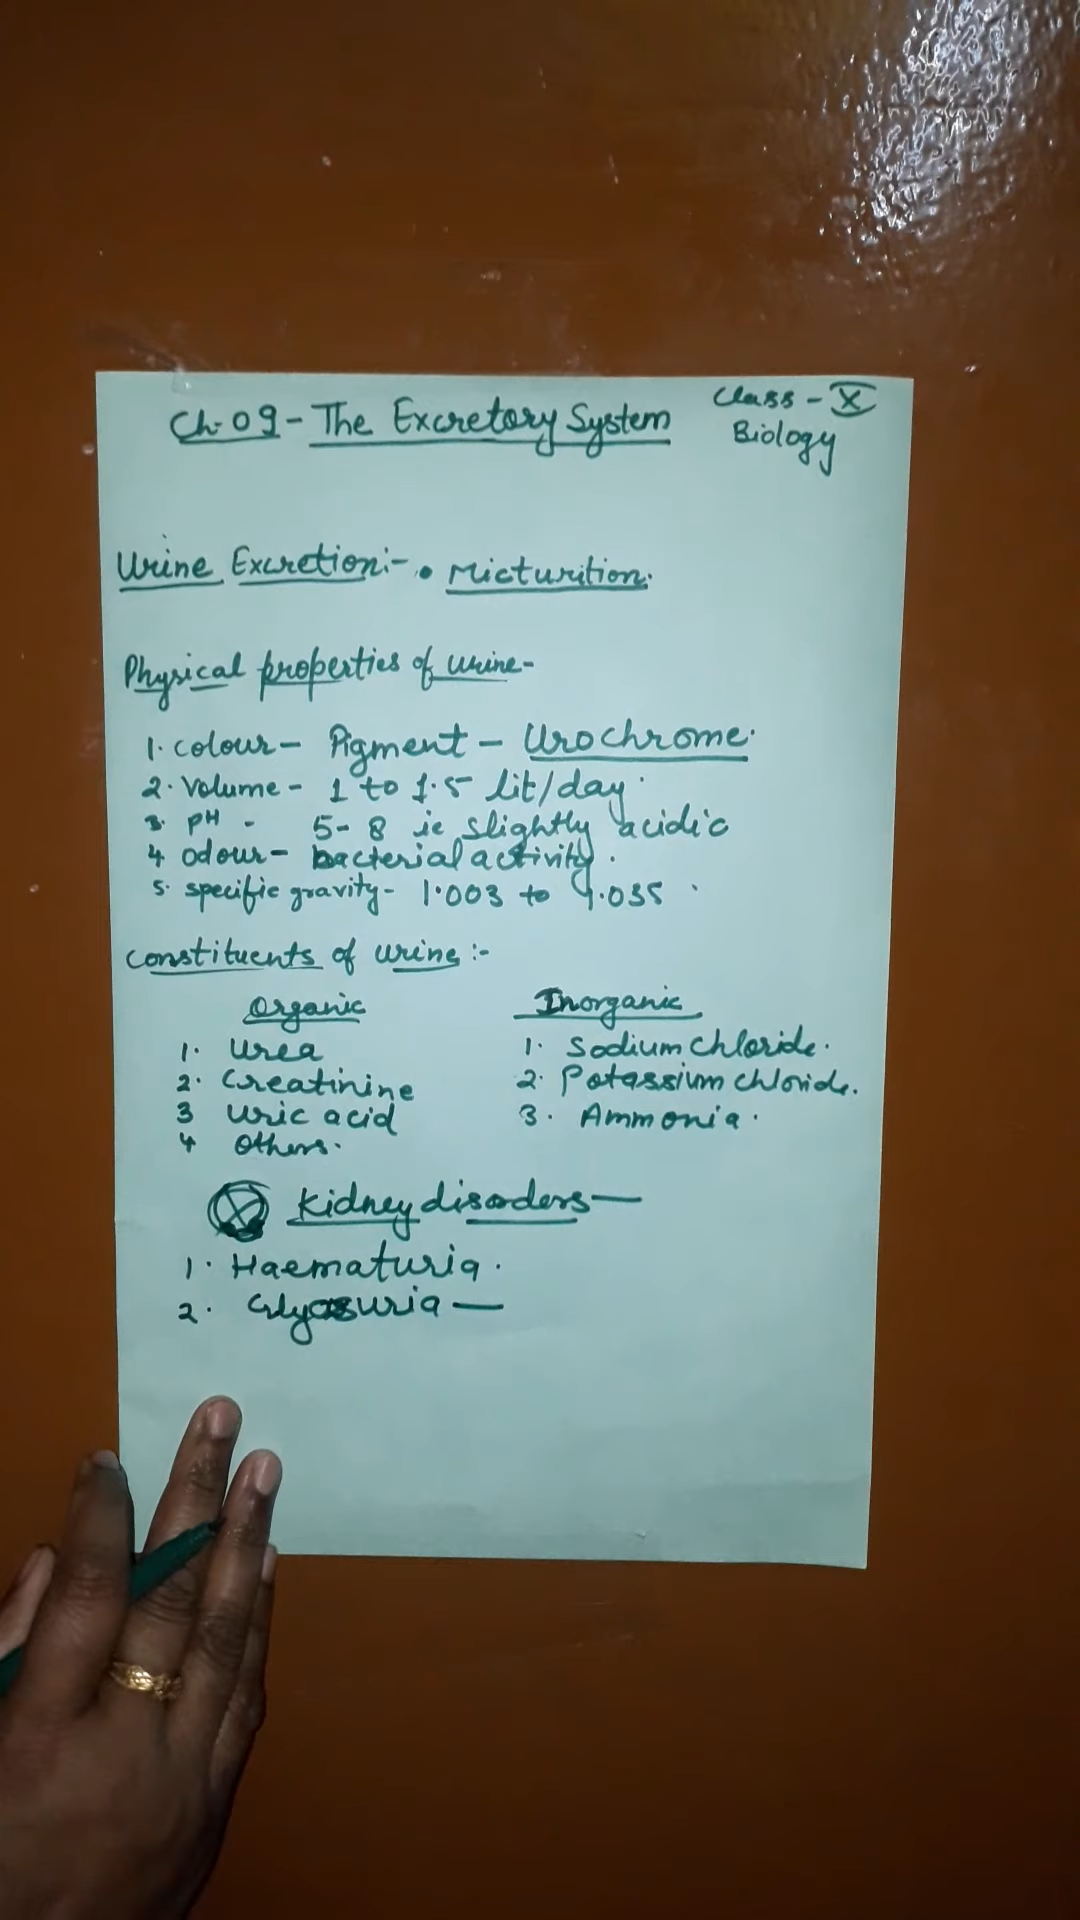 Ch-09 - The Excretory System
Class - X
Biology
Urine Excretion:- • Micturition.
Physical properties of urine-
1. colour - Pigment - Urochrome.
2. Volume - 1 to 1.5 lit/day.
3. pH - 5-8 ie slightly acidic
4 odour - bacterial activity.
5. specific gravity - 1.003 to 1.035
constituents of urine :-
Organic
1. Urea
2. Creatinine
3 Uric acid
4 Others.
Inorganic
1. Sodium chloride.
2. Potassium chloride.
3. Ammonia.
Kidney disorders-
1. Haematuria.
2. Glyosuria -